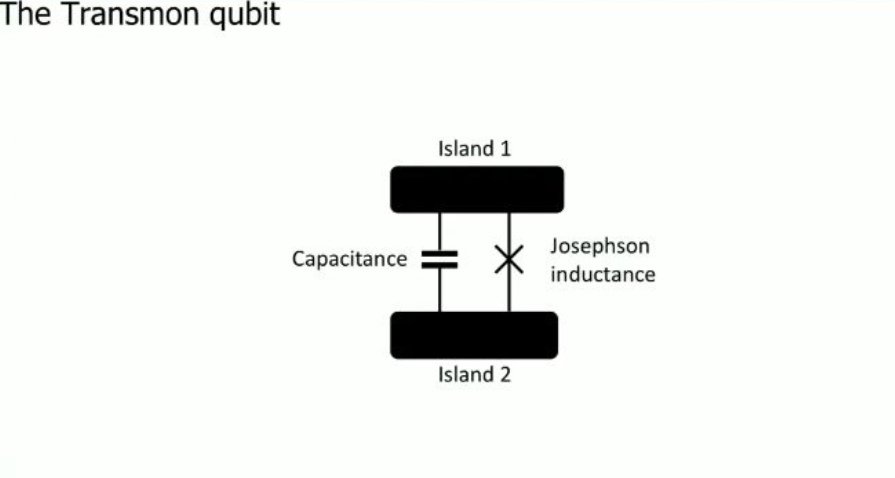 The Transmon qubit
Island 1
Capacitance
Josephson
inductance
Island 2